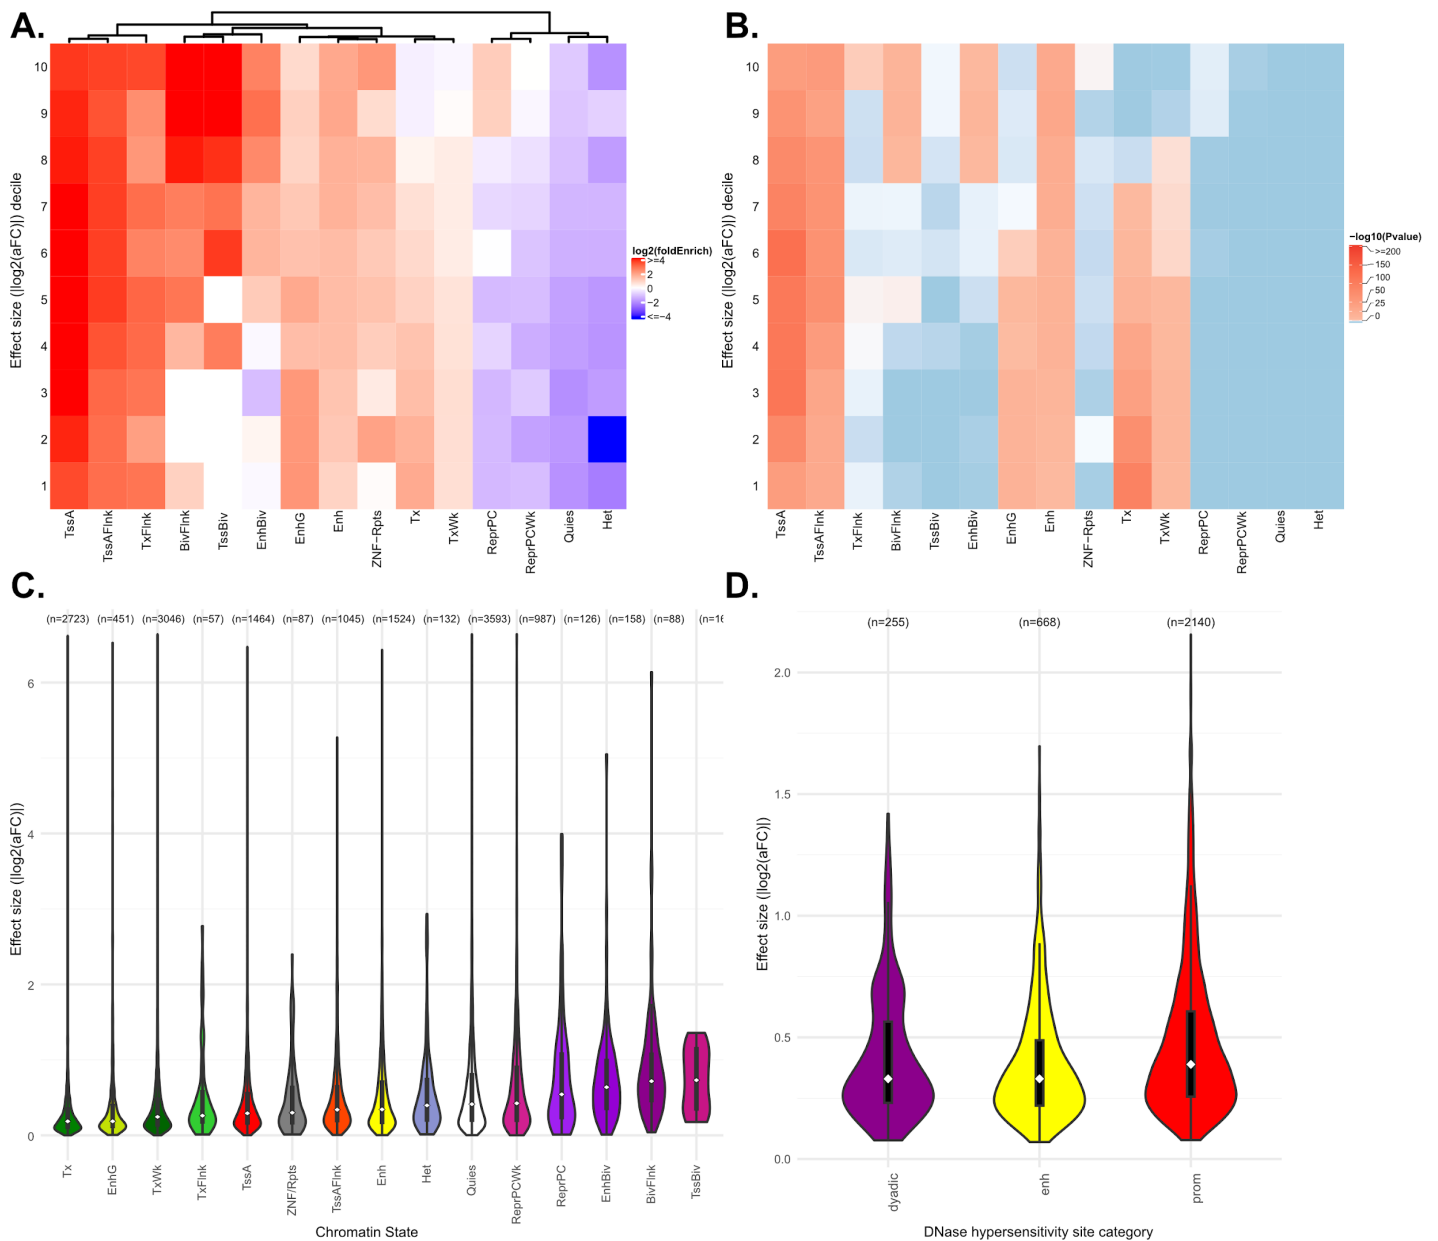 A.
B.
10
9
8
7
6
5
4
3
2
1
Effect size (|log2(aFC)|) decile
TssA
TssAFlnk
TxFlnk
BivFlnk
TssBiv
EnhBiv
EnhG
Enh
ZNF−Rpts
Tx
TxWk
ReprPC
ReprPCWk
Quies
Het
log2(foldEnrich)
>=4
2
0
−2
<=−4
10
9
8
7
6
5
4
3
2
1
Effect size (|log2(aFC)|) decile
TssA
TssAFlnk
TxFlnk
BivFlnk
TssBiv
EnhBiv
EnhG
Enh
ZNF−Rpts
Tx
TxWk
ReprPC
ReprPCWk
Quies
Het
−log10(Pvalue)
>=200
150
100
50
25
0
C.
(n=2723) (n=451) (n=3046) (n=57) (n=1464) (n=87) (n=1045) (n=1524) (n=132) (n=3593) (n=987) (n=126) (n=158) (n=88) (n=16
6
4
2
0
Effect size (|log2(aFC)|)
Tx
EnhG
TxWk
TxFlnk
TssA
ZNF/Rpts
TssAFlnk
Enh
Het
Quies
ReprPCWk
ReprPC
EnhBiv
BivFlnk
TssBiv
Chromatin State
D.
(n=255) (n=668) (n=2140)
2.0
1.5
1.0
0.5
0.0
Effect size (|log2(aFC)|)
dyadic
enh
prom
DNase hypersensitivity site category